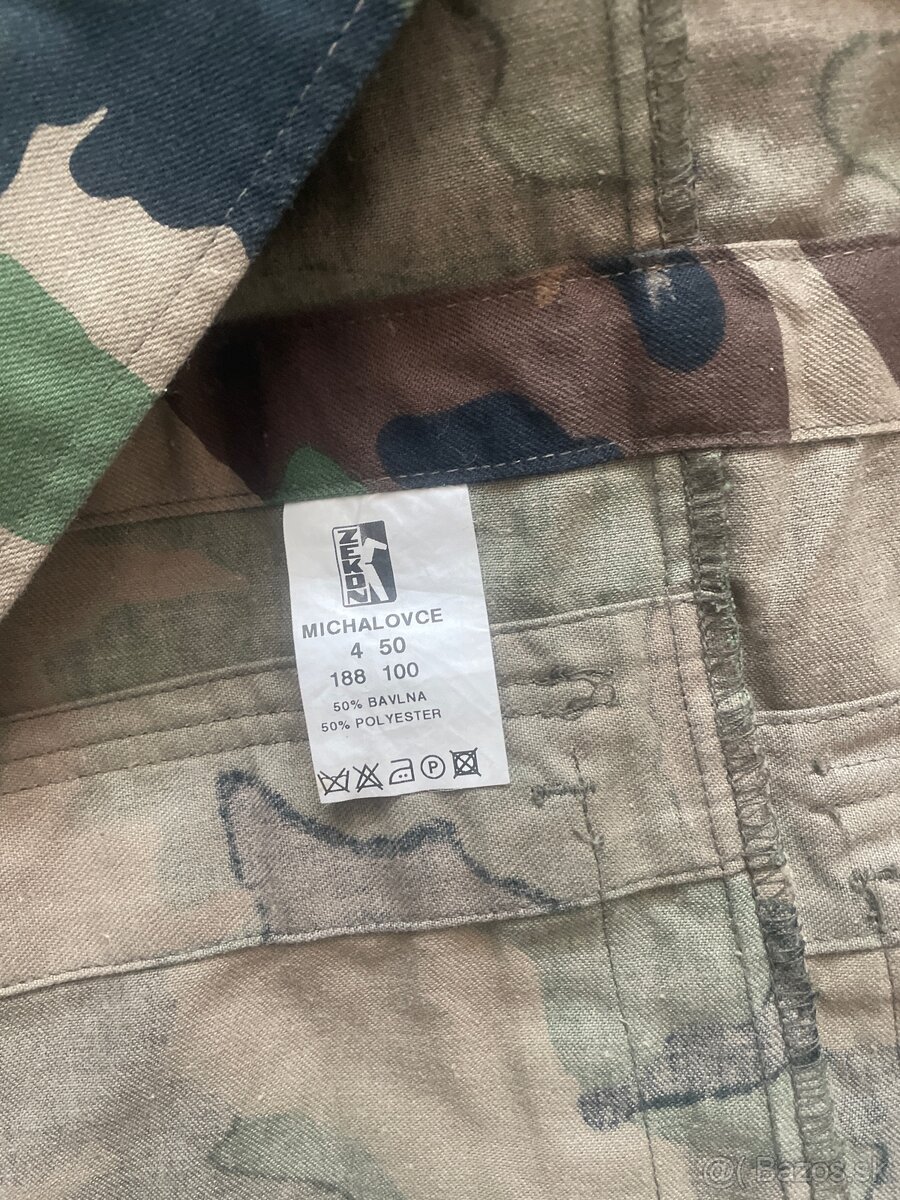 ZEKON
MICHALOVCE
4 50
188 100
50% BAVLNA
50% POLYESTER
P
Bazos.sk